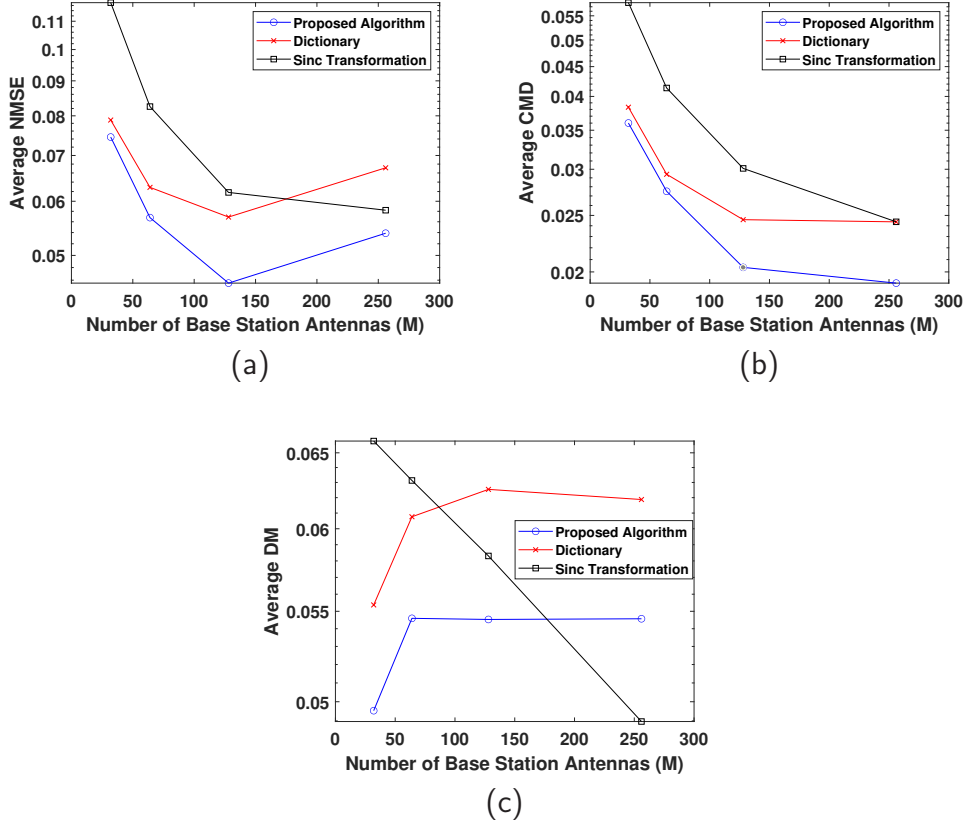 Average NMSE
0.11
0.1
0.09
0.08
0.07
0.06
0.05
Proposed Algorithm
Dictionary
Sinc Transformation
0 50 100 150 200 250 300
Number of Base Station Antennas (M)
(a)
Average CMD
0.055
0.05
0.045
0.04
0.035
0.03
0.025
0.02
Proposed Algorithm
Dictionary
Sinc Transformation
0 50 100 150 200 250 300
Number of Base Station Antennas (M)
(b)
Average DM
0.065
0.06
0.055
0.05
Proposed Algorithm
Dictionary
Sinc Transformation
0 50 100 150 200 250 300
Number of Base Station Antennas (M)
(c)